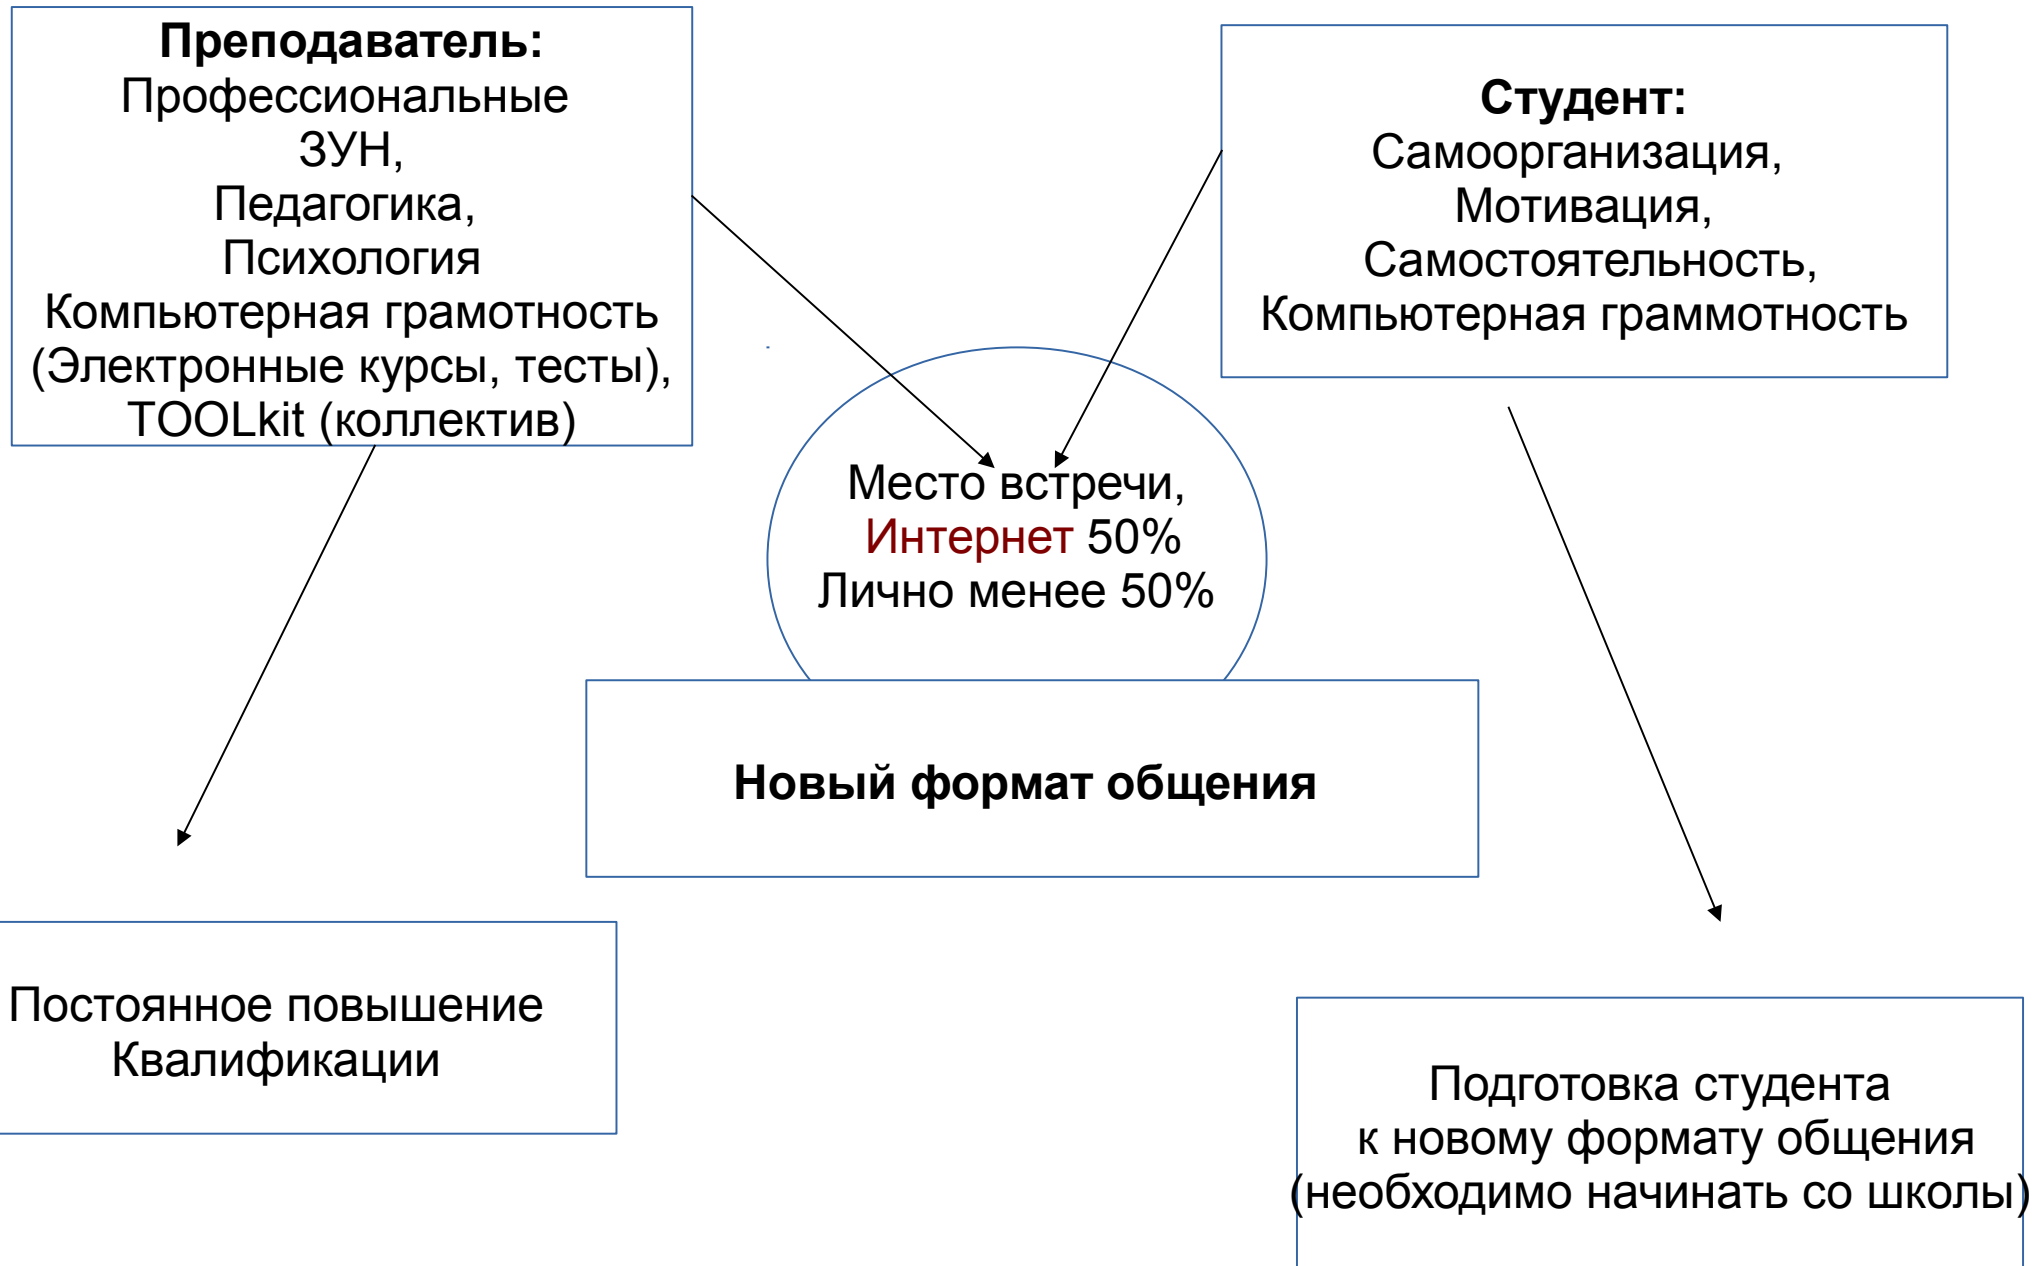 Преподаватель:
Профессиональные
ЗУН,
Педагогика,
Психология
Компьютерная грамотность
(Электронные курсы, тесты),
TOOLkit (коллектив)
Студент:
Самоорганизация,
Мотивация,
Самостоятельность,
Компьютерная граммотность
Место встречи,
Интернет 50%
Лично менее 50%
Новый формат общения
Постоянное повышение
Квалификации
Подготовка студента
к новому формату общения
(необходимо начинать со школы)